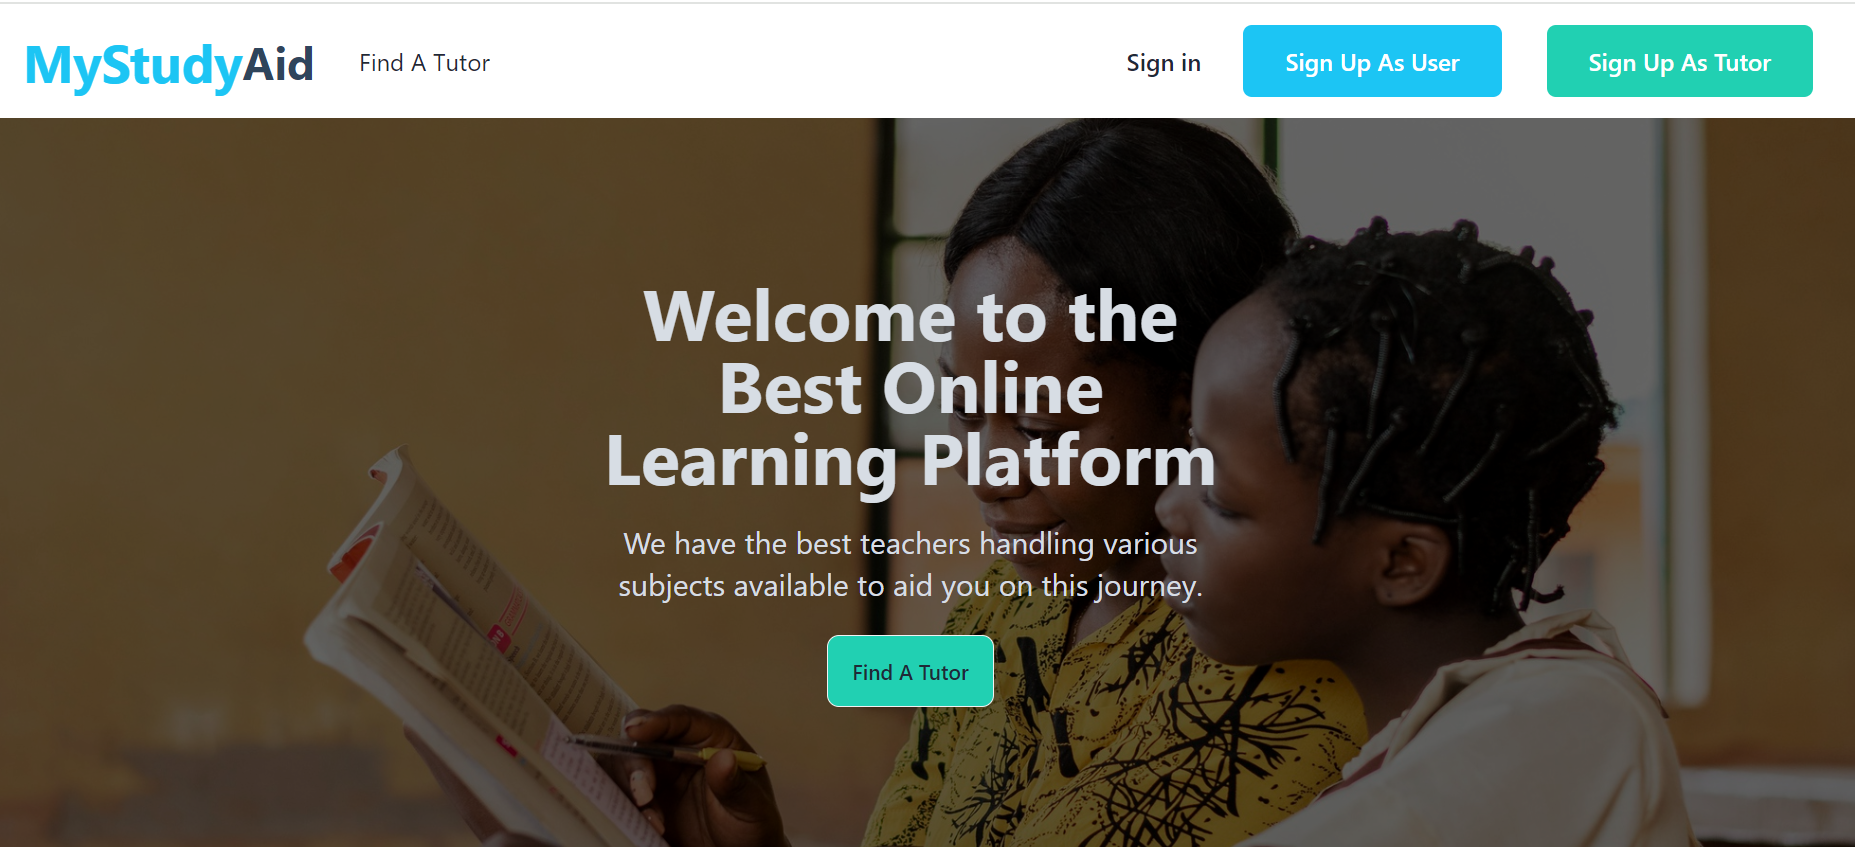 MyStudyAid
Find A Tutor
Sign in
Sign Up As User
Sign Up As Tutor
Welcome to the
Best Online
Learning Platform
We have the best teachers handling various
subjects available to aid you on this journey.
Find A Tutor